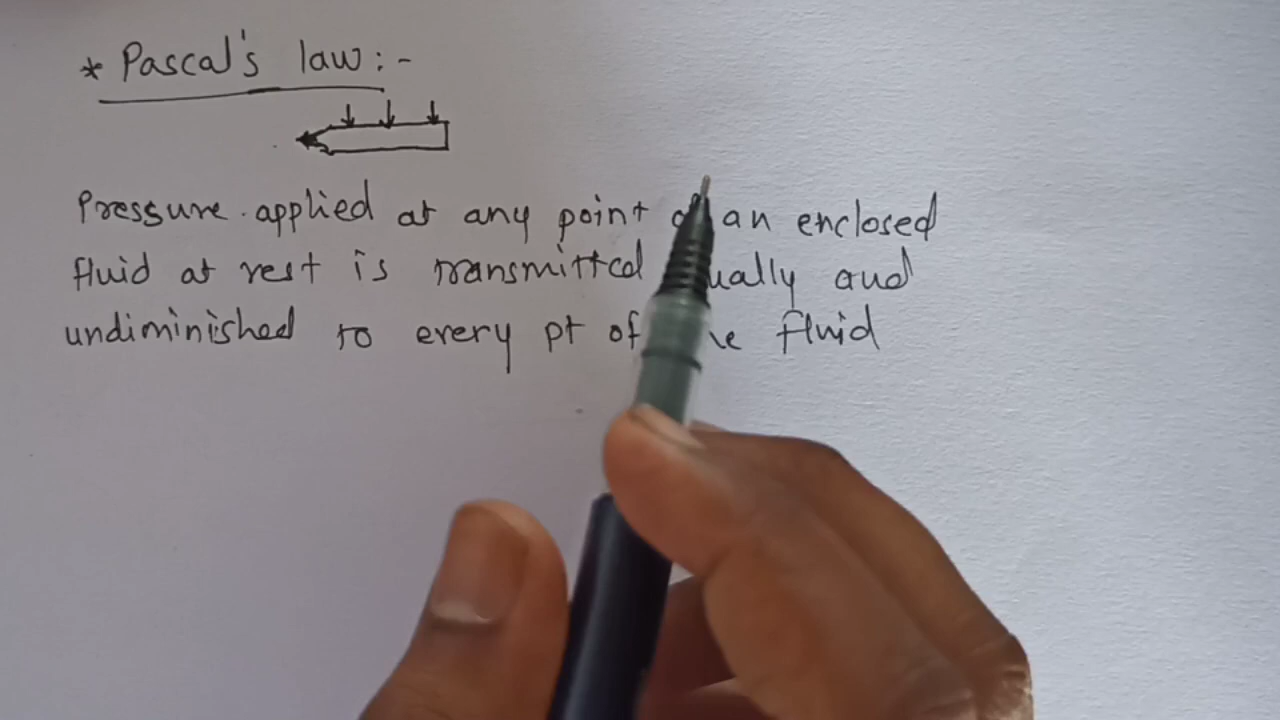 * Pascal's law:-
Pressure applied at any point an enclosed
fluid at rest is transmitted and
undiminished to every pt of fluid